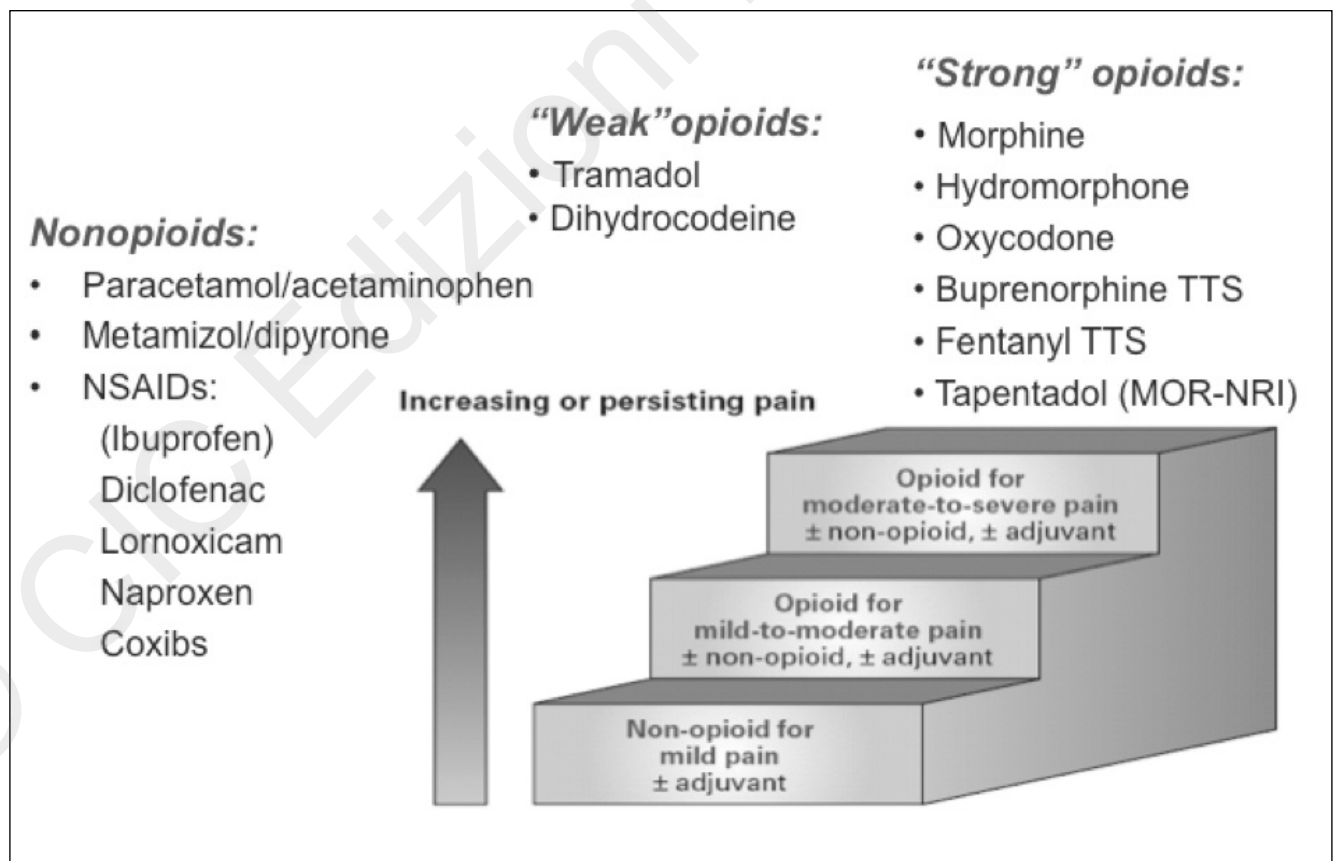 © CIC Edizioni
Nonopioids:
• Paracetamol/acetaminophen
• Metamizol/dipyrone
• NSAIDs:
(Ibuprofen)
Diclofenac
Lornoxicam
Naproxen
Coxibs
“Weak”opioids:
• Tramadol
• Dihydrocodeine
“Strong” opioids:
• Morphine
• Hydromorphone
• Oxycodone
• Buprenorphine TTS
• Fentanyl TTS
• Tapentadol (MOR-NRI)
Increasing or persisting pain
Opioid for
moderate-to-severe pain
± non-opioid, ± adjuvant
Opioid for
mild-to-moderate pain
± non-opioid, ± adjuvant
Non-opioid for
mild pain
± adjuvant